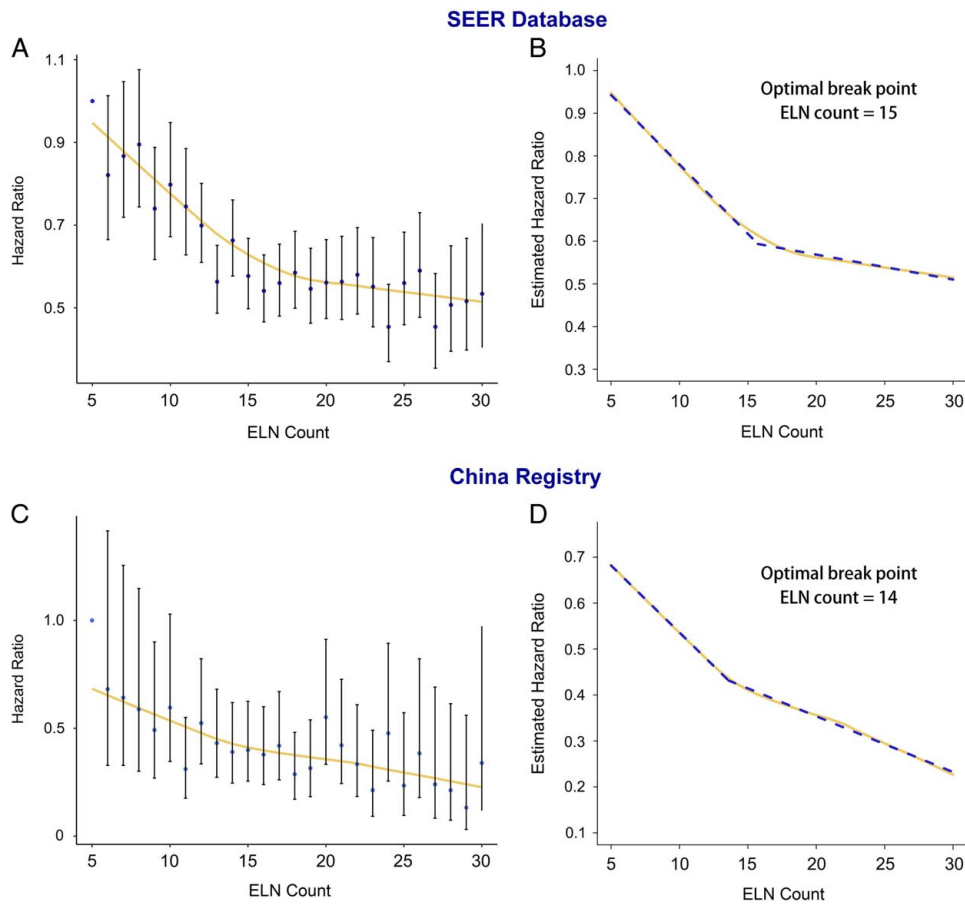 SEER Database
A
1.1
0.9
0.7
0.5
Hazard Ratio
5 10 15 20 25 30
ELN Count
B
1.0
0.9
0.8
0.7
0.6
0.5
0.4
0.3
Estimated Hazard Ratio
Optimal break point
ELN count = 15
5 10 15 20 25 30
ELN Count
China Registry
C
1.0
0.5
0
Hazard Ratio
5 10 15 20 25 30
ELN Count
D
0.7
0.6
0.5
0.4
0.3
0.2
0.1
Estimated Hazard Ratio
Optimal break point
ELN count = 14
5 10 15 20 25 30
ELN Count